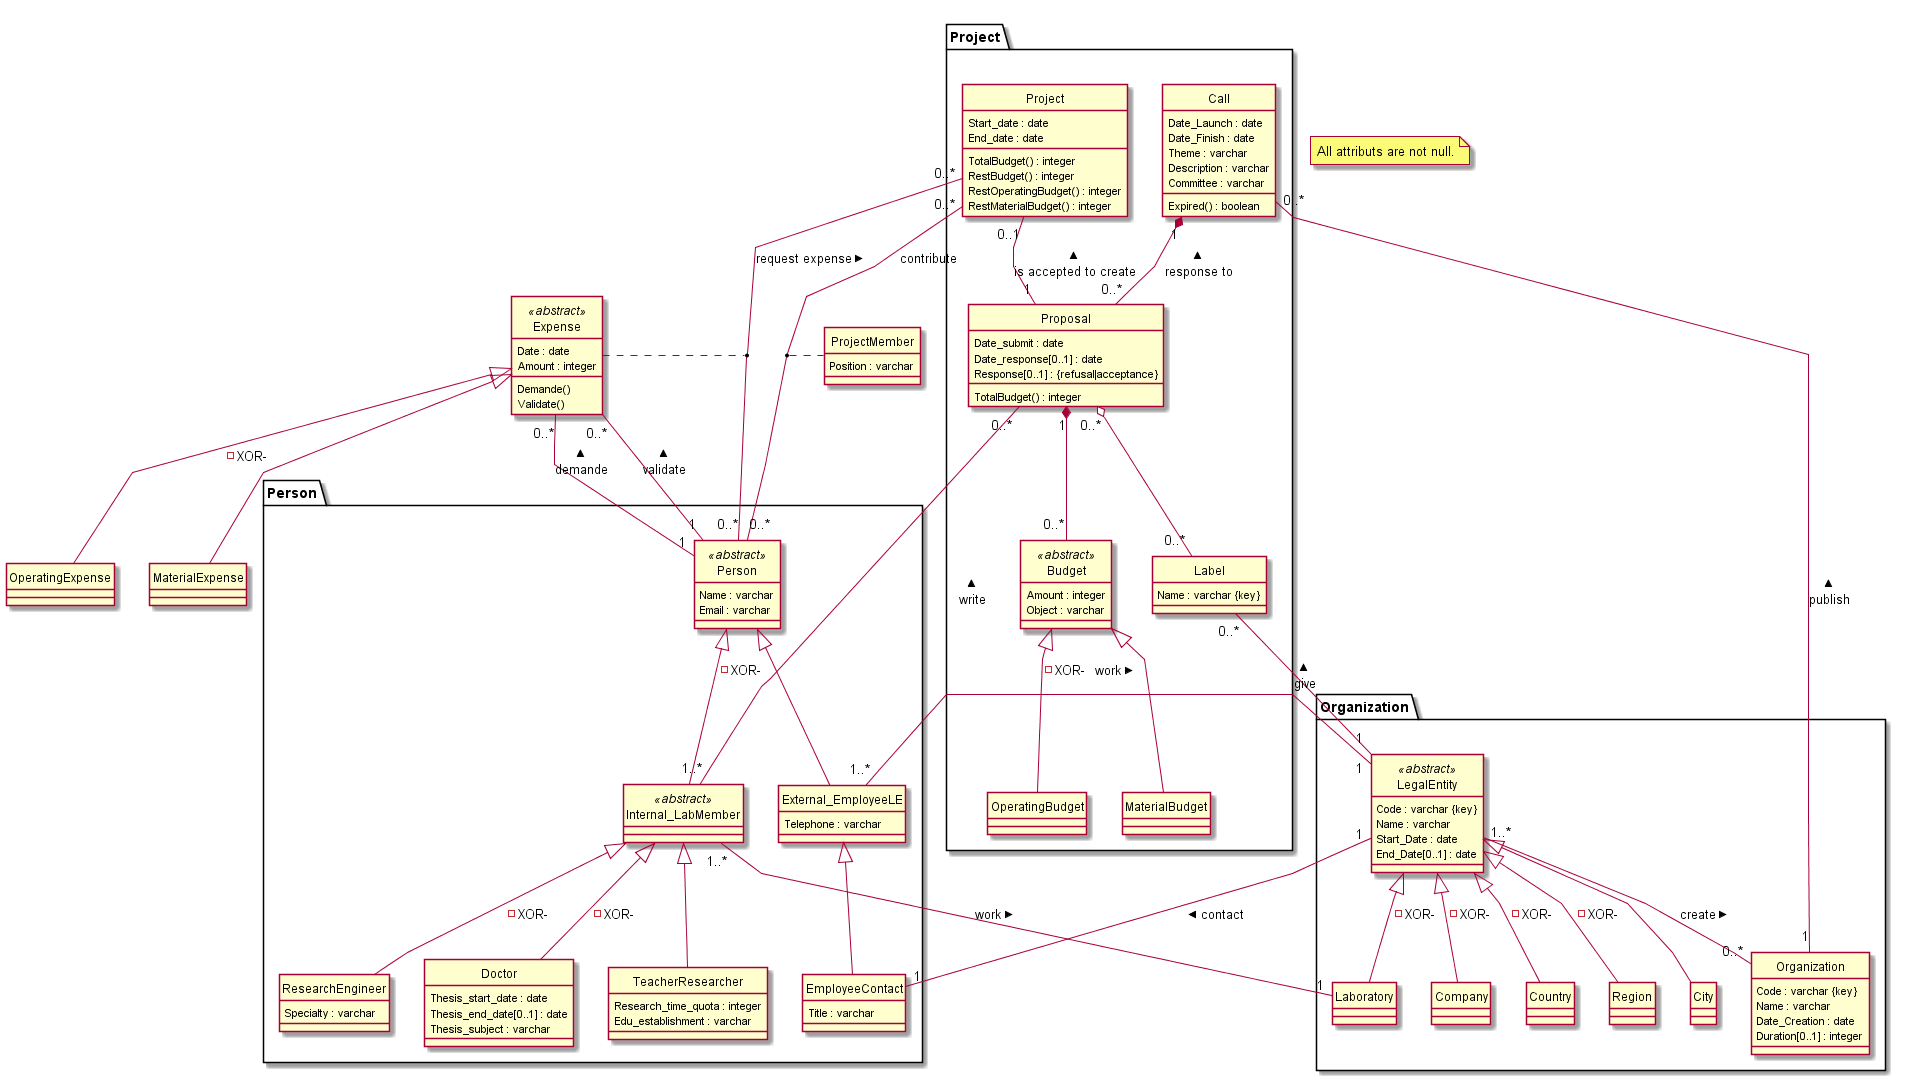 Project
Project
Start_date : date
End_date : date
TotalBudget() : integer
RestBudget() : integer
RestOperatingBudget() : integer
RestMaterialBudget() : integer
Call
Date_Launch : date
Date_Finish : date
Theme : varchar
Description : varchar
Committee : varchar
Expired() : boolean
All attributs are not null.
0..*
0..*
0..*
0..1
1
request expense ►
contribute
▲
is accepted to create
▲
response to
1
0..*
«abstract»
Expense
Date : date
Amount : integer
Demande()
Validate()
ProjectMember
Position : varchar
Proposal
Date_submit : date
Date_response[0..1] : date
Response[0..1] : {refusal|acceptance}
TotalBudget() : integer
0..*
0..*
0..*
1
0..*
XOR-
▲
demande
▲
validate
Person
1
1
0..*
0..*
0..*
0..*
OperatingExpense
MaterialExpense
«abstract»
Person
Name : varchar
Email : varchar
▲
write
«abstract»
Budget
Amount : integer
Object : varchar
Label
Name : varchar {key}
▲
publish
0..*
XOR-
XOR-
work ►
▲
give
Organization
1..*
1..*
1
1
«abstract»
Internal_LabMember
External_EmployeeLE
Telephone : varchar
OperatingBudget
MaterialBudget
«abstract»
LegalEntity
Code : varchar {key}
Name : varchar
Start_Date : date
End_Date[0..1] : date
1..*
1
1..*
XOR-
XOR-
work ►
◄ contact
XOR-
XOR-
XOR-
XOR-
create ►
1
0..*
1
1
ResearchEngineer
Specialty : varchar
Doctor
Thesis_start_date : date
Thesis_end_date[0..1] : date
Thesis_subject : varchar
TeacherResearcher
Research_time_quota : integer
Edu_establishment : varchar
EmployeeContact
Title : varchar
Laboratory
Company
Country
Region
City
Organization
Code : varchar {key}
Name : varchar
Date_Creation : date
Duration[0..1] : integer